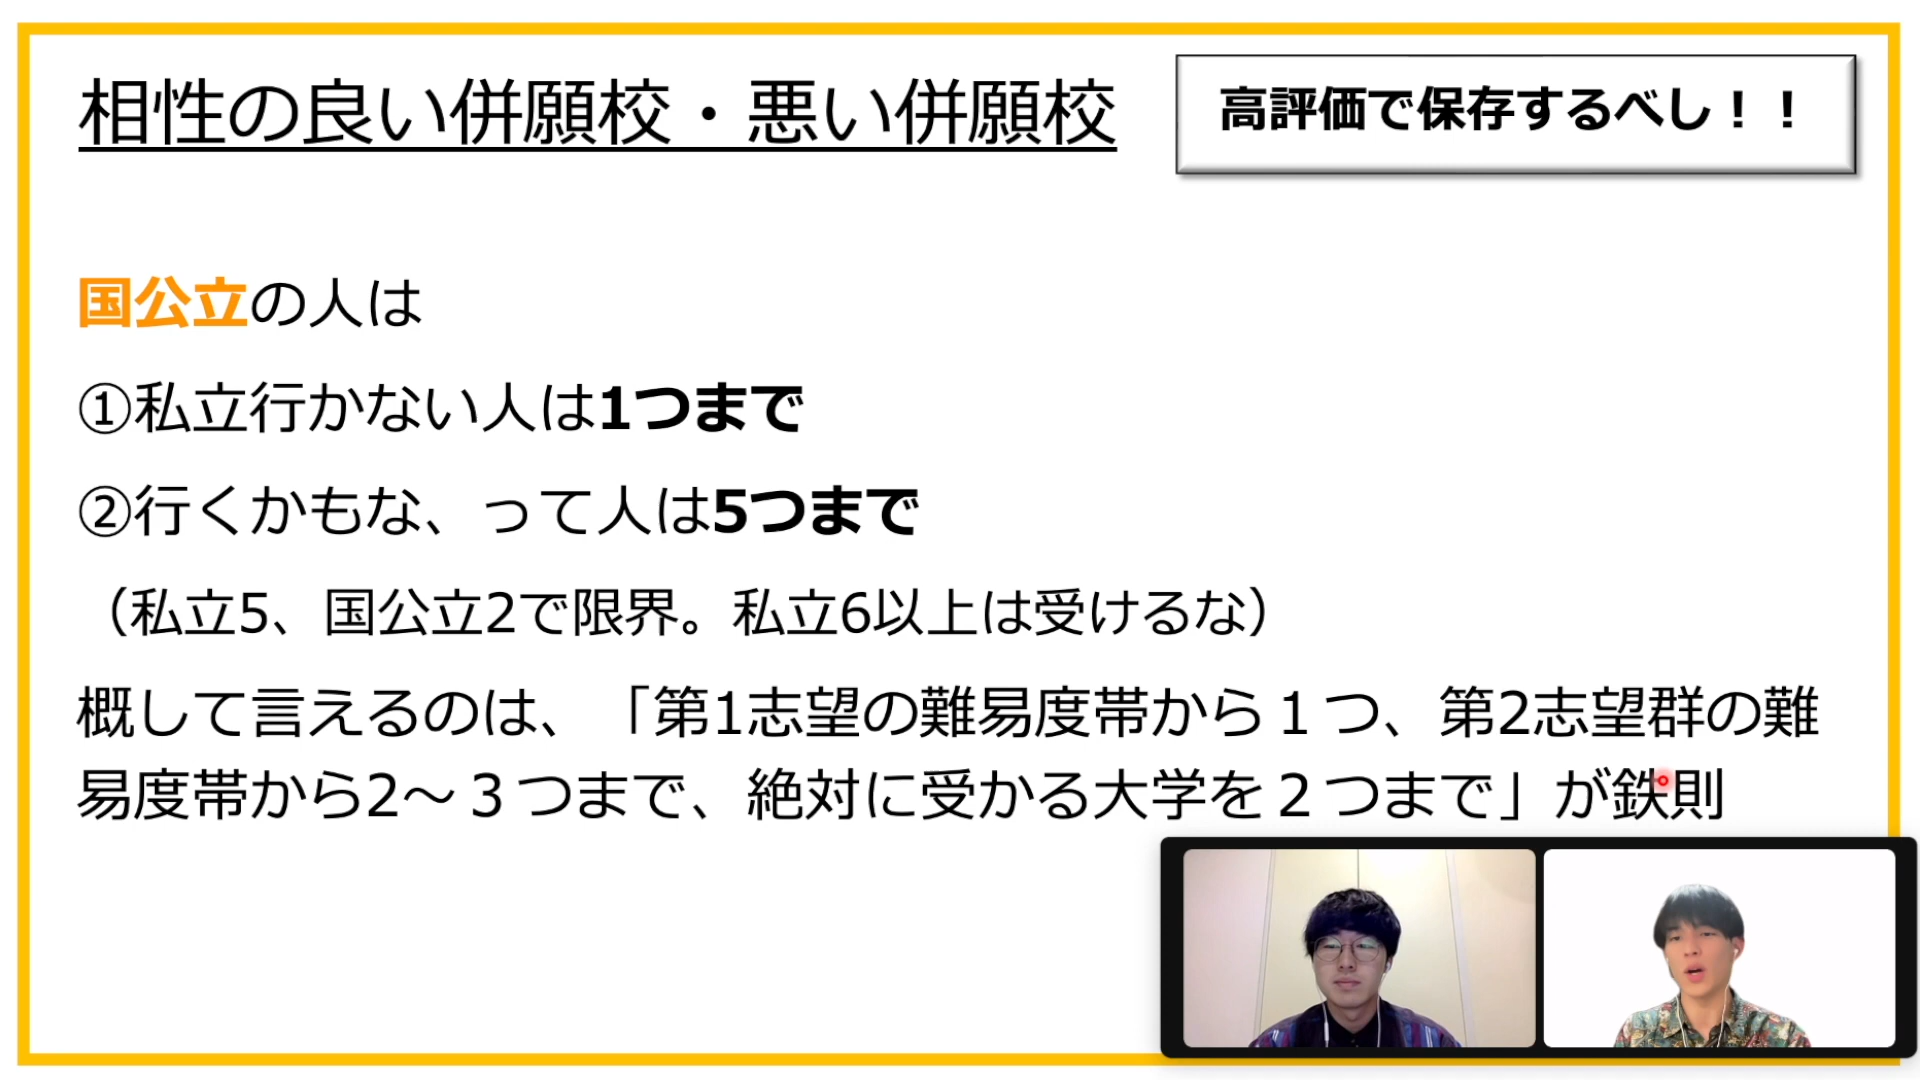 相性の良い併願校・悪い併願校
高評価で保存するべし！！
国公立の人は
①私立行かない人は1つまで
②行くかもな、って人は5つまで
（私立5、国公立2で限界。私立6以上は受けるな）
概して言えるのは、「第1志望の難易度帯から１つ、第2志望群の難
易度帯から2～３つまで、絶対に受かる大学を２つまで」が鉄則